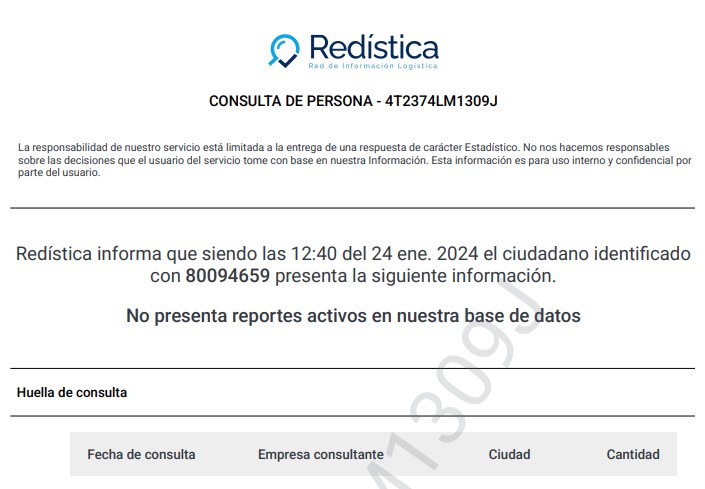 Redística
Red de Información Logística
CONSULTA DE PERSONA - 4T2374LM1309J
La responsabilidad de nuestro servicio está limitada a la entrega de una respuesta de carácter Estadístico. No nos hacemos responsables
sobre las decisiones que el usuario del servicio tome con base en nuestra Información. Esta información es para uso interno y confidencial por
parte del usuario.
Redística informa que siendo las 12:40 del 24 ene. 2024 el ciudadano identificado
con 80094659 presenta la siguiente información.
No presenta reportes activos en nuestra base de datos
Huella de consulta
Fecha de consulta Empresa consultante Ciudad Cantidad
M1309J